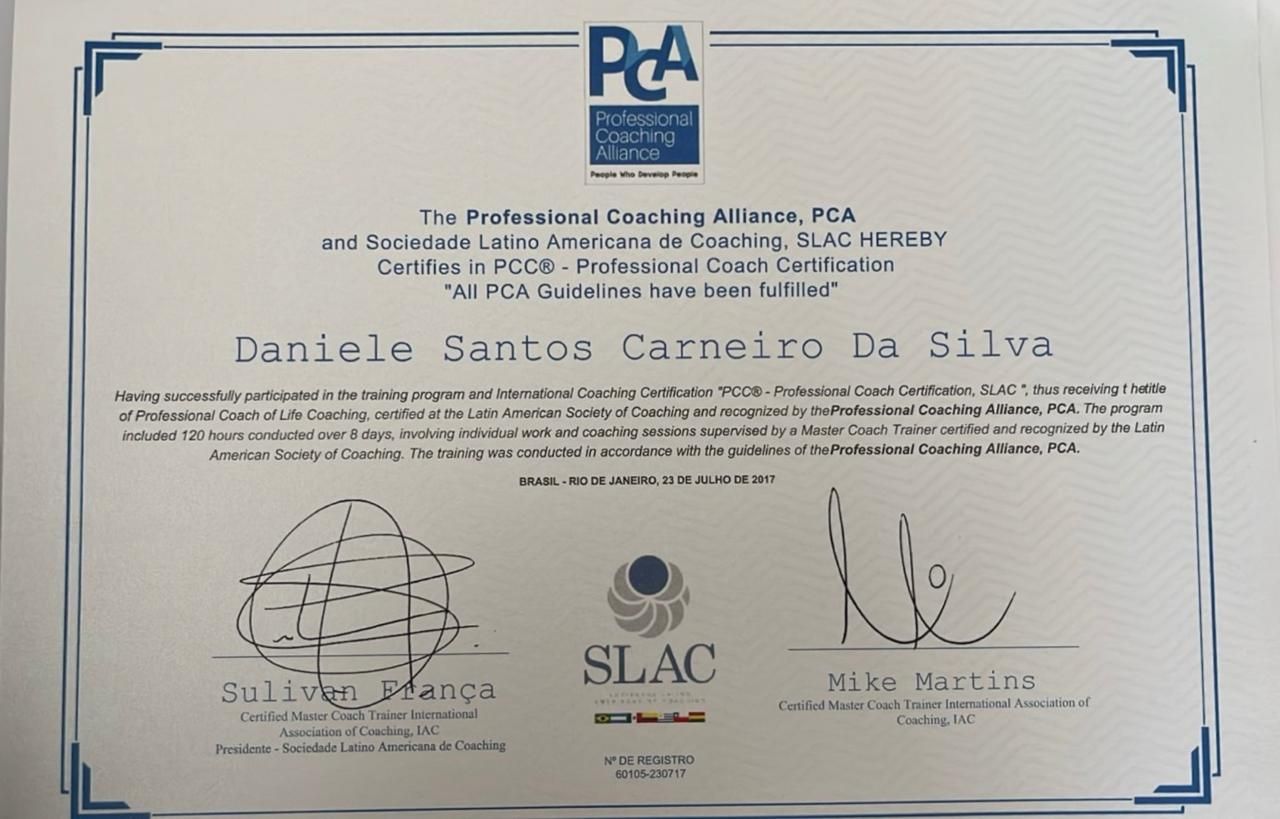 PCA
Professional
Coaching
Alliance
People Who Develop People
The Professional Coaching Alliance, PCA
and Sociedade Latino Americana de Coaching, SLAC HEREBY
Certifies in PCC® - Professional Coach Certification
"All PCA Guidelines have been fulfilled"
Daniele Santos Carneiro Da Silva
Having successfully participated in the training program and International Coaching Certification "PCC® - Professional Coach Certification, SLAC ", thus receiving t hetitle
of Professional Coach of Life Coaching, certified at the Latin American Society of Coaching and recognized by theProfessional Coaching Alliance, PCA. The program
included 120 hours conducted over 8 days, involving individual work and coaching sessions supervised by a Master Coach Trainer certified and recognized by the Latin
American Society of Coaching. The training was conducted in accordance with the guidelines of theProfessional Coaching Alliance, PCA.
BRASIL - RIO DE JANEIRO, 23 DE JULHO DE 2017
Sulivan França
Certified Master Coach Trainer International
Association of Coaching, IAC
Presidente - Sociedade Latino Americana de Coaching
SLAC
Nº DE REGISTRO
60105-230717
Mike Martins
Certified Master Coach Trainer International Association of
Coaching, IAC